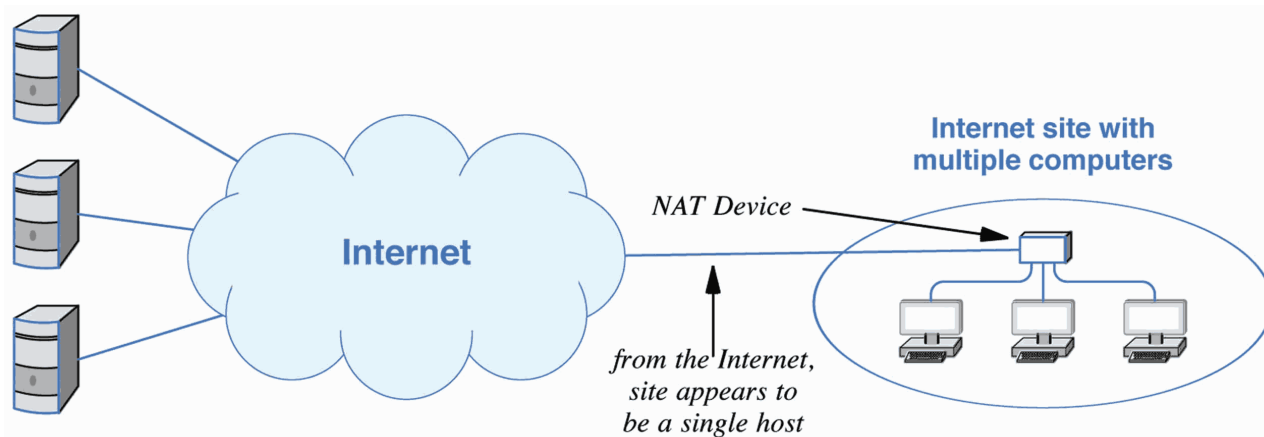 Internet site with
multiple computers
NAT Device
Internet
from the Internet,
site appears to
be a single host